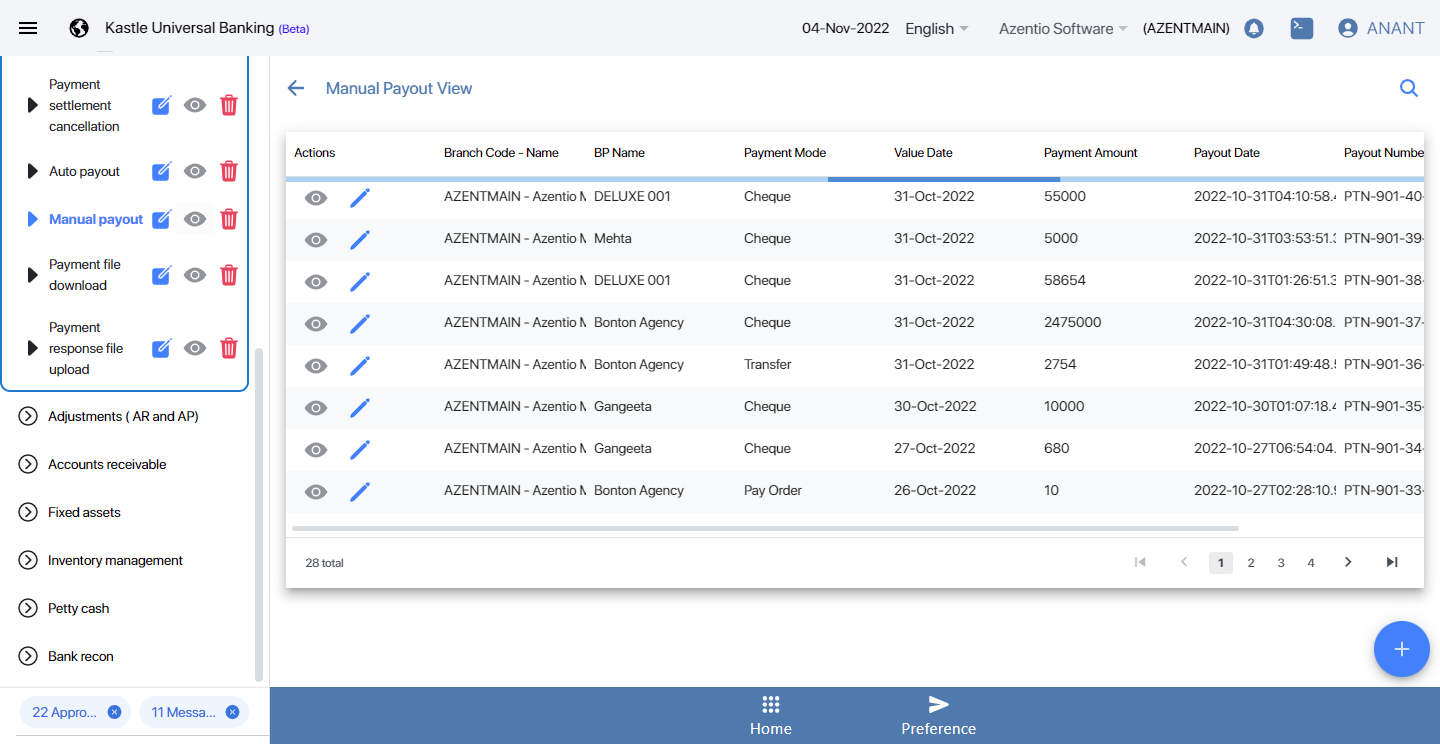 Kastle Universal Banking (Beta)
04-Nov-2022
English
Azentio Software
(AZENTMAIN)
ANANT
Payment
settlement
cancellation
Auto payout
Manual payout
Payment file
download
Payment
response file
upload
Adjustments ( AR and AP)
Accounts receivable
Fixed assets
Inventory management
Petty cash
Bank recon
22 Appro...
11 Messa...
Manual Payout View
Actions Branch Code - Name BP Name Payment Mode Value Date Payment Amount Payout Date Payout Numbe
AZENTMAIN - Azentio M DELUXE 001 Cheque 31-Oct-2022 55000 2022-10-31T04:10:58.4 PTN-901-40-
AZENTMAIN - Azentio M Mehta Cheque 31-Oct-2022 5000 2022-10-31T03:53:51.3 PTN-901-39-
AZENTMAIN - Azentio M DELUXE 001 Cheque 31-Oct-2022 58654 2022-10-31T01:26:51.3 PTN-901-38-
AZENTMAIN - Azentio M Bonton Agency Cheque 31-Oct-2022 2475000 2022-10-31T04:30:08. PTN-901-37-
AZENTMAIN - Azentio M Bonton Agency Transfer 31-Oct-2022 2754 2022-10-31T01:49:48.5 PTN-901-36-
AZENTMAIN - Azentio M Gangeeta Cheque 30-Oct-2022 10000 2022-10-30T01:07:18.4 PTN-901-35-
AZENTMAIN - Azentio M Gangeeta Cheque 27-Oct-2022 680 2022-10-27T06:54:04. PTN-901-34-
AZENTMAIN - Azentio M Bonton Agency Pay Order 26-Oct-2022 10 2022-10-27T02:28:10.9 PTN-901-33-
28 total
1 2 3 4
Home
Preference